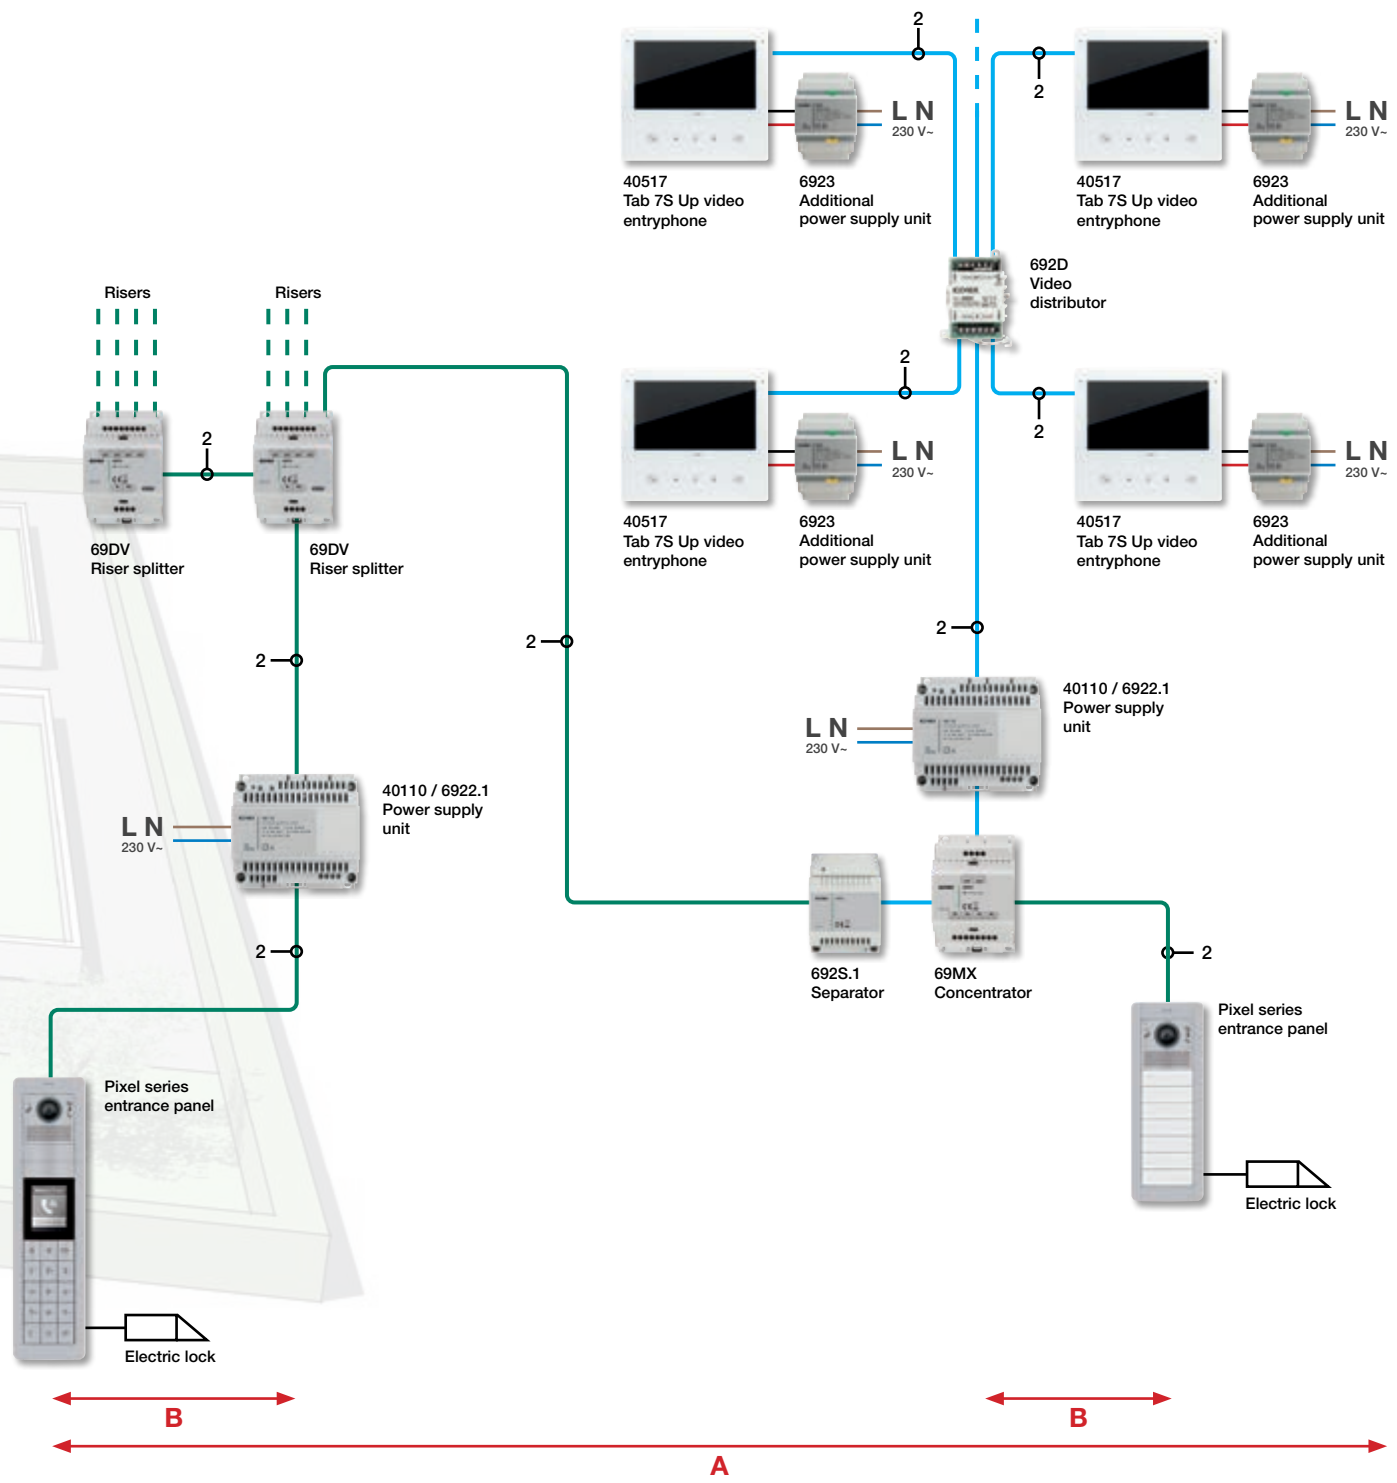 2
2
L N
230 V~
L N
230 V~
40517
Tab 7S Up video
entryphone
6923
Additional
power supply unit
40517
Tab 7S Up video
entryphone
6923
Additional
power supply unit
692D
Video
distributor
Risers
Risers
2
2
2
L N
230 V~
L N
230 V~
40517
Tab 7S Up video
entryphone
6923
Additional
power supply unit
40517
Tab 7S Up video
entryphone
6923
Additional
power supply unit
69DV
Riser splitter
69DV
Riser splitter
2
2
2
40110 / 6922.1
Power supply
unit
L N
230 V~
40110 / 6922.1
Power supply
unit
L N
230 V~
2
2
692S.1
Separator
69MX
Concentrator
Pixel series
entrance panel
Pixel series
entrance panel
Electric lock
Electric lock
B
B
A